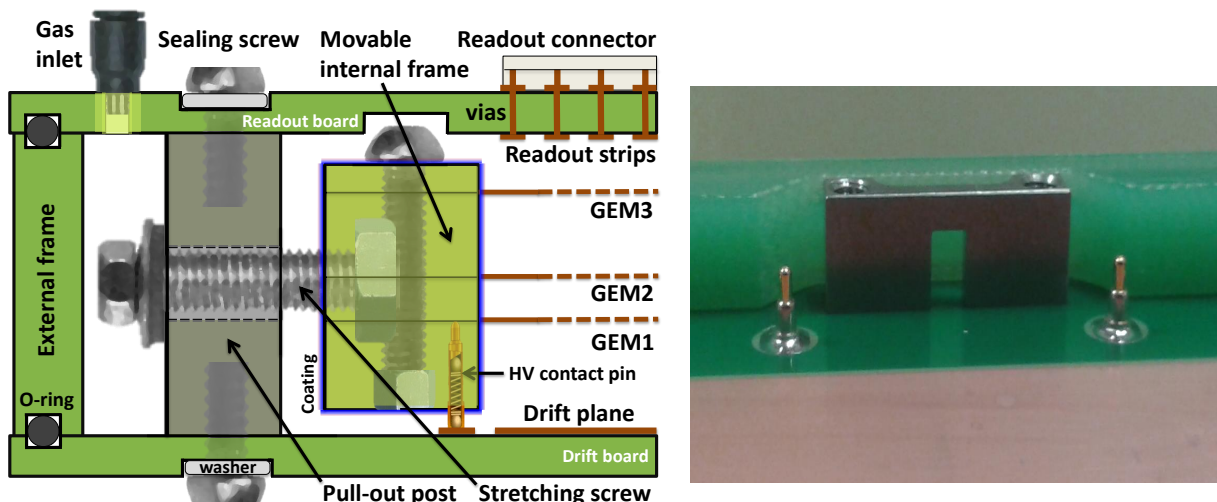 Gas
inlet
Sealing screw
Movable
internal frame
Readout connector
vias
Readout board
Readout strips
GEM3
External frame
GEM2
GEM1
Coating
HV contact pin
O-ring
Drift plane
Drift board
washer
Pull-out post
Stretching screw